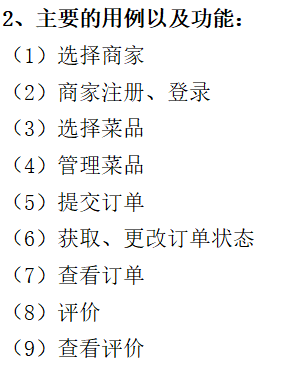 2、主要的用例以及功能：
（1）选择商家
（2）商家注册、登录
（3）选择菜品
（4）管理菜品
（5）提交订单
（6）获取、更改订单状态
（7）查看订单
（8）评价
（9）查看评价